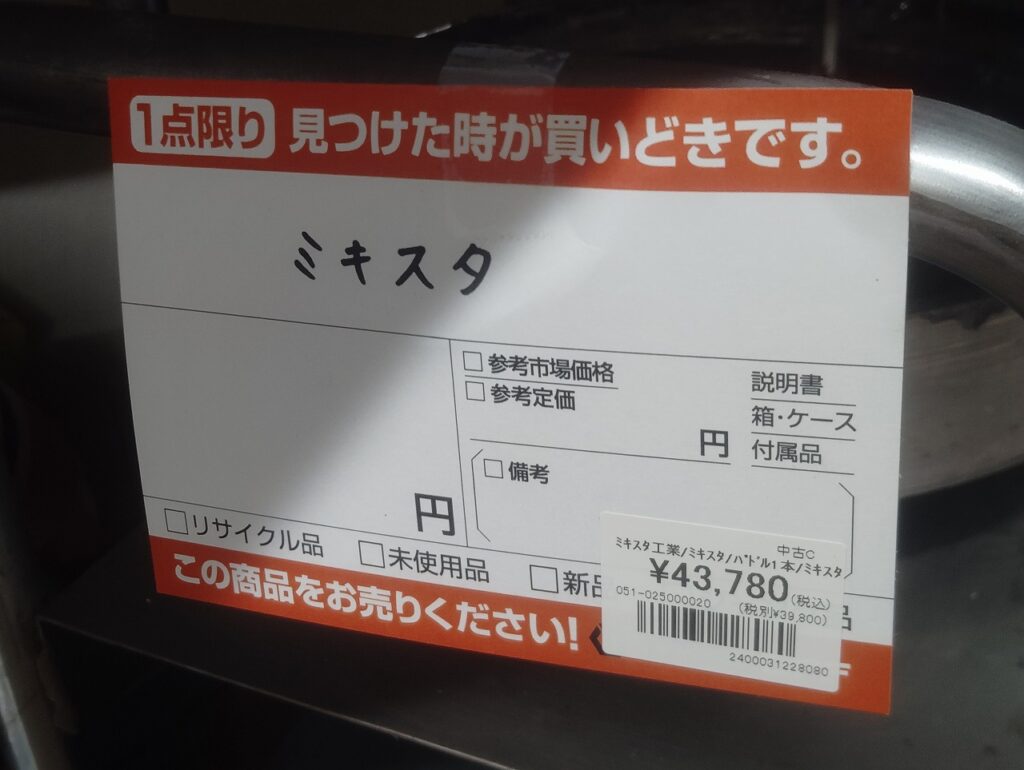 1点限り 見つけた時が買いどきです。
ミキスタ
□参考市場価格
□参考定価
円
説明書
箱・ケース
付属品
□備考
円
□リサイクル品 □未使用品 □新品
この商品をお売りください!
ミキスタ工業/ミキスタ/パドル1本/ミキスタ
中古C
¥43,780(税込)
051-025000020 (税別¥39,800)
2400031228080